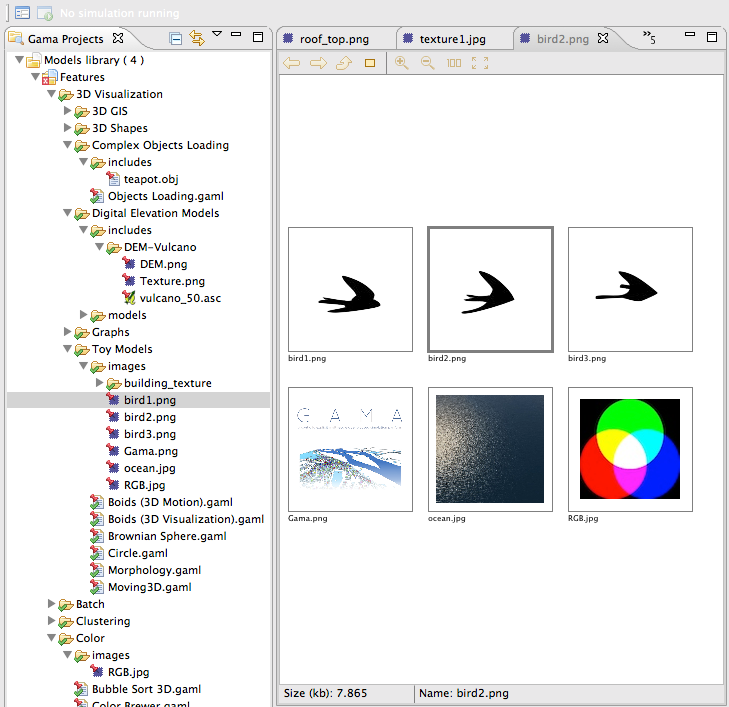 No simulation running
Gama Projects
Models library ( 4 )
Features
3D Visualization
3D GIS
3D Shapes
Complex Objects Loading
includes
teapot.obj
Objects Loading.gaml
Digital Elevation Models
includes
DEM-Vulcano
DEM.png
Texture.png
vulcano_50.asc
models
Graphs
Toy Models
images
building_texture
bird1.png
bird2.png
bird3.png
Gama.png
ocean.jpg
RGB.jpg
Boids (3D Motion).gaml
Boids (3D Visualization).gaml
Brownian Sphere.gaml
Circle.gaml
Morphology.gaml
Moving3D.gaml
Batch
Clustering
Color
images
RGB.jpg
Bubble Sort 3D.gaml
Color Brewer.gaml
roof_top.png texture1.jpg bird2.png »5
100
bird1.png bird2.png bird3.png
G A M A
Gama.png ocean.jpg RGB.jpg
Size (kb): 7.865 Name: bird2.png